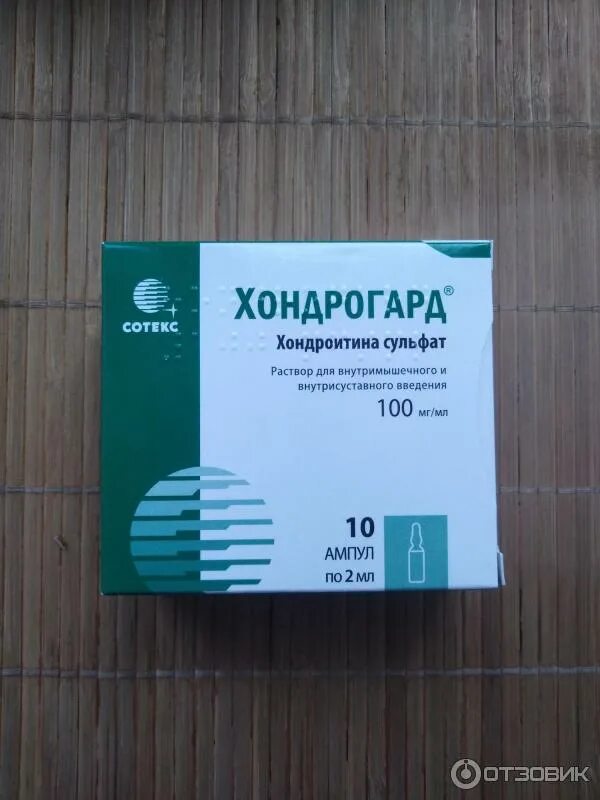 СОТЕКС
ХОНДРОГАРД®
Хондроитина сульфат
Раствор для внутримышечного и
внутрисуставного введения
100 мг/мл
10
АМПУЛ
по 2 мл
ОТЗОВИК